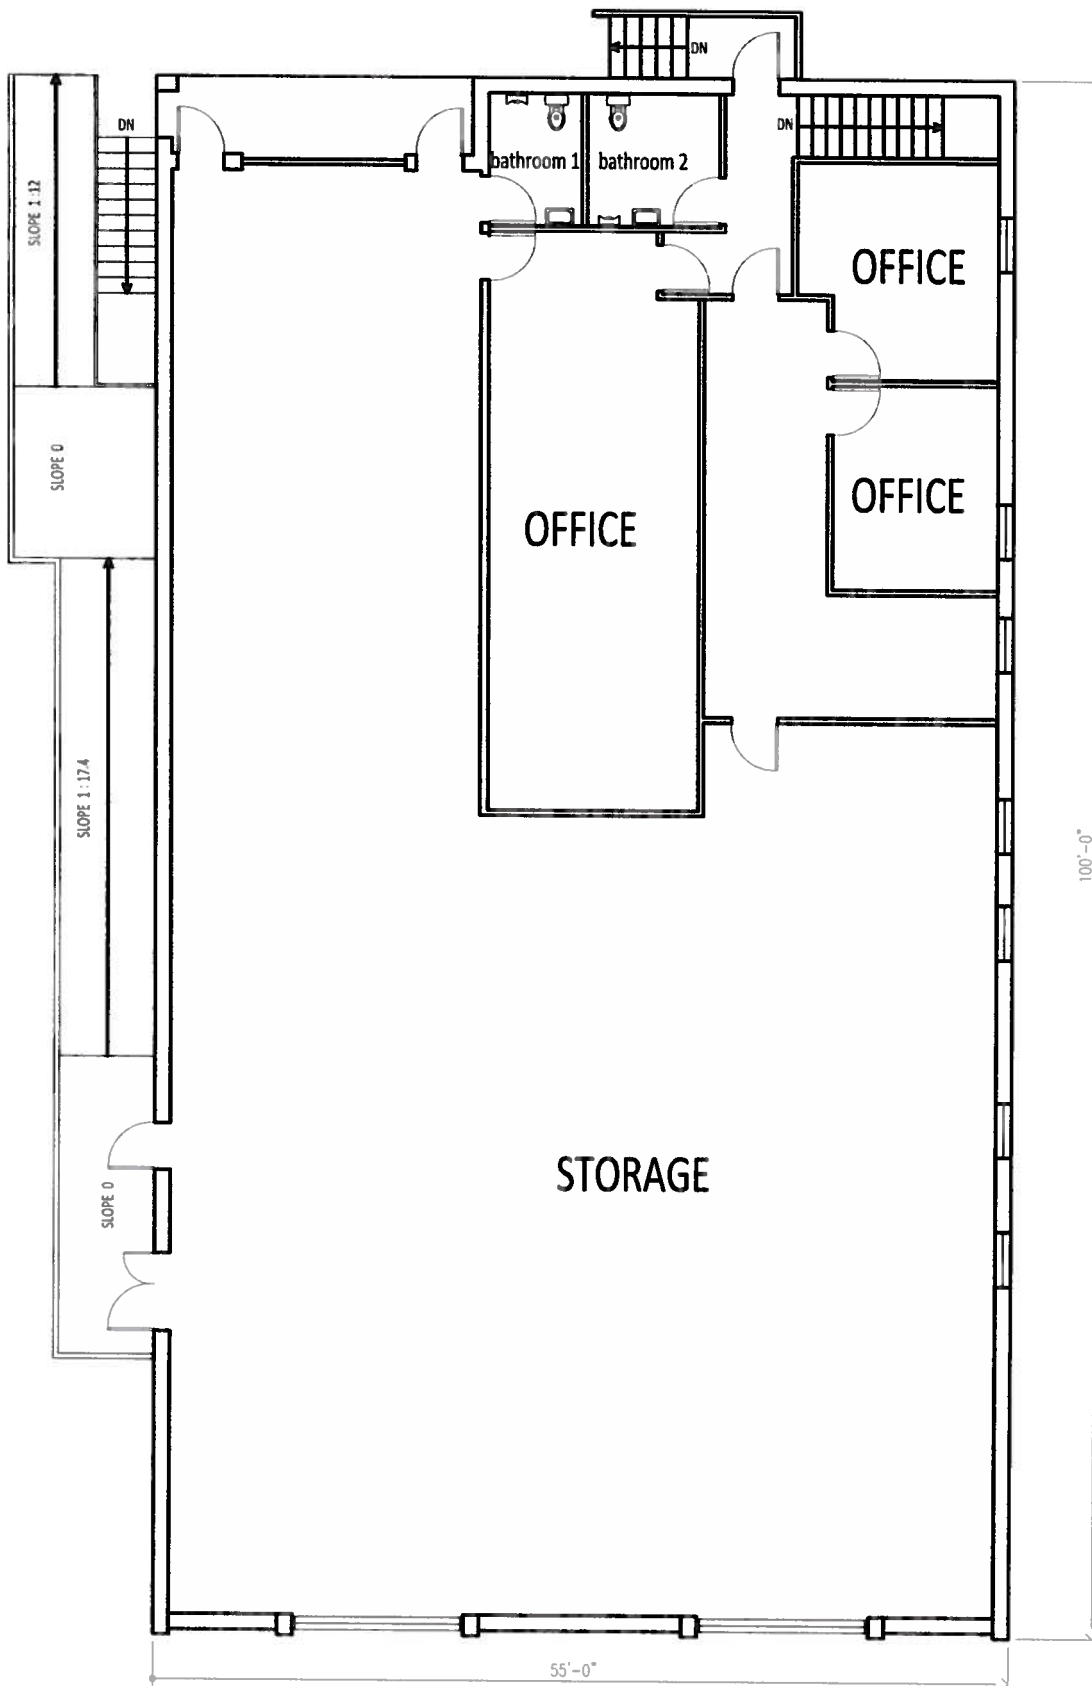 DN
DN
DN
bathroom 1
bathroom 2
SLOPE 1:12
OFFICE
SLOPE 0
OFFICE
OFFICE
SLOPE 1:17.4
100'-0"
STORAGE
SLOPE 0
55'-0"